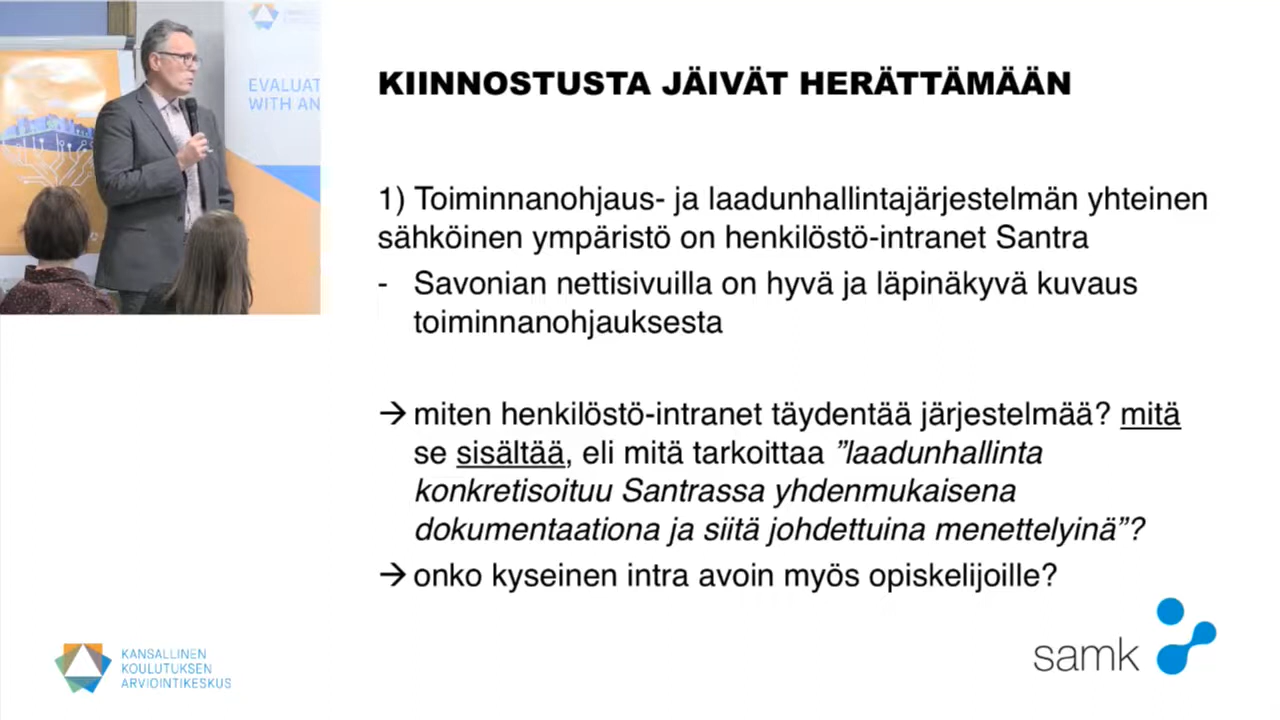 EVALUAT
WITH AN
KIINNOSTUSTA JÄIVÄT HERÄTTÄMÄÄN
1) Toiminnanohjaus- ja laadunhallintajärjestelmän yhteinen
sähköinen ympäristö on henkilöstö-intranet Santra
- Savonian nettisivuilla on hyvä ja läpinäkyvä kuvaus
toiminnanohjauksesta
→ miten henkilöstö-intranet täydentää järjestelmää? mitä
se sisältää, eli mitä tarkoittaa ”laadunhallinta
konkretisoituu Santrassa yhdenmukaisena
dokumentaationa ja siitä johdettuina menettelyinä”?
→ onko kyseinen intra avoin myös opiskelijoille?
KANSALLINEN
KOULUTUKSEN
ARVIOINTIKESKUS
samk